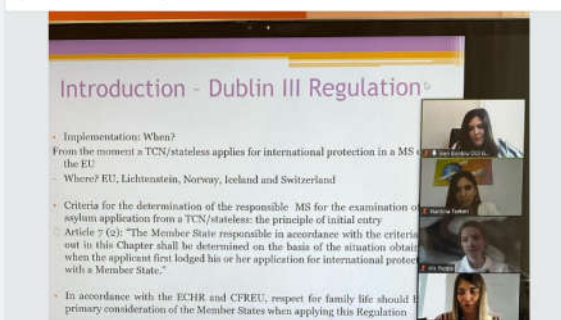 Introduction – Dublin III Regulation
Implementation: When?
From the moment a TCN/stateless applies for international protection in a MS
the EU
Where? EU, Lichtenstein, Norway, Iceland and Switzerland
Criteria for the determination of the responsible MS for the examination
asylum application from a TCN/stateless: the principle of initial entry
Article 7 (2): "The Member State responsible in accordance with the criteria
out in this Chapter shall be determined on the basis of the situation
when the applicant first lodged his or her application for international
with a Member State."
In accordance with the ECHR and CFREU, respect for family life should
primary consideration of the Member States when applying this Regulation